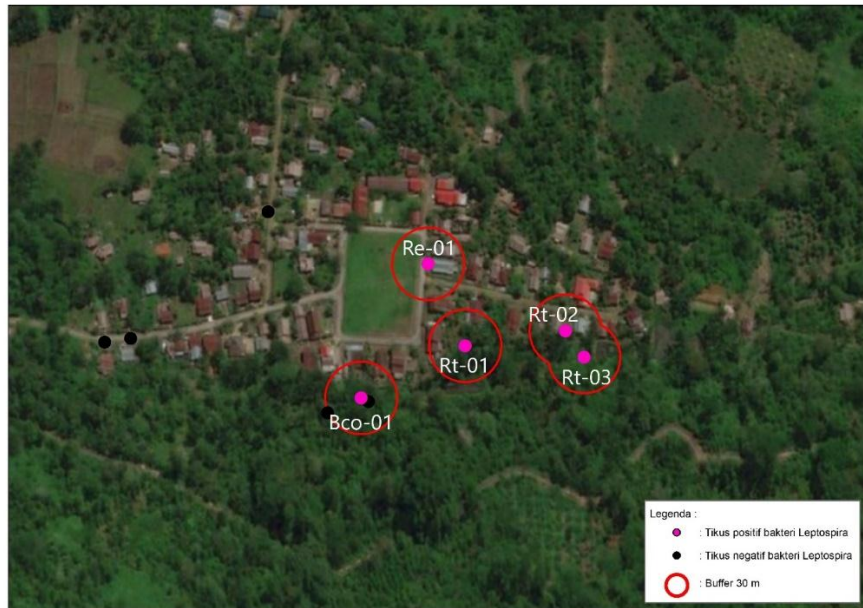 Re-01
Rt-02
Rt-01
Rt-03
Bco-01
Legenda :
: Tikus positif bakteri Leptospira
: Tikus negatif bakteri Leptospira
: Buffer 30 m